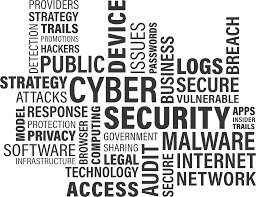 PROVIDERS
STRATEGY
TRAILS
PROMOTIONS
HACKERS
DETECTION
PUBLIC
DEVICE
ISSUES
PASSWORDS
BUSINESS
LOGS
BREACH
STRATEGY
ATTACKS
CYBER
SECURE
VULNERABLE
MODEL
RESPONSE
PROTECTION
PRIVACY
SOFTWARE
INFRASTRUCTURE
BROWSER
COMPUTING
SECURITY
APPS
INSIDER
TRAILS
GOVERNMENT
SHARING
LEGAL
TECHNOLOGY
ACCESS
AUDIT
SECURE
MALWARE
INTERNET
NETWORK